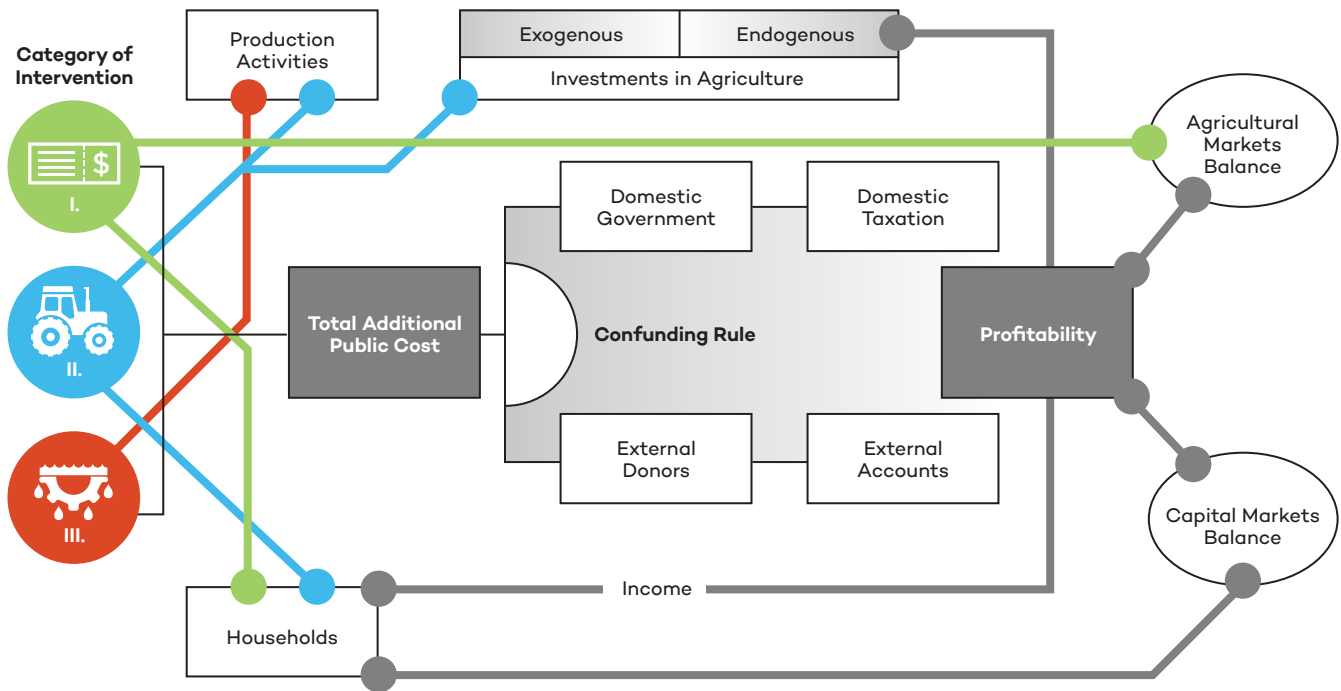 Category of
Intervention
Production
Activities
Exogenous
Endogenous
Investments in Agriculture
Agricultural
Markets
Balance
$
I.
Domestic
Government
Domestic
Taxation
II.
Total Additional
Public Cost
Confunding Rule
Profitability
External
Donors
External
Accounts
III.
Capital Markets
Balance
Income
Households